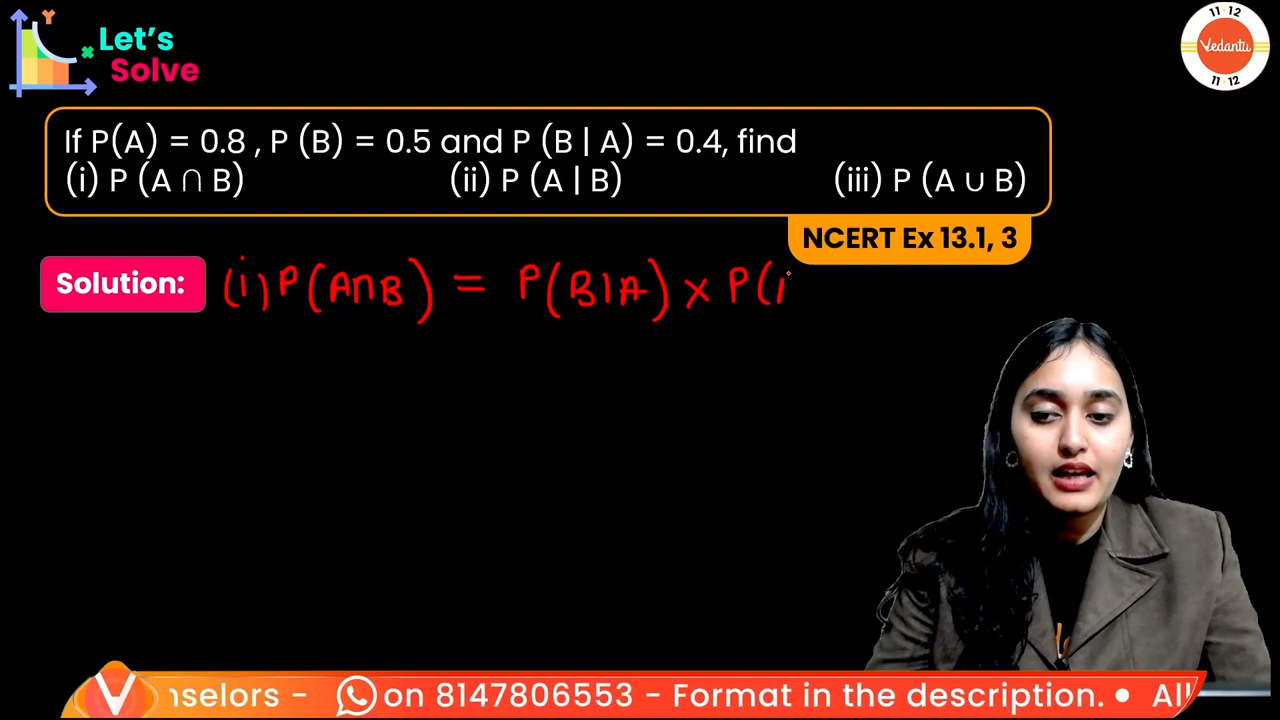 Y
x
Let's
Solve
11-12
Vedantu
11-12
If P(A) = 0.8 , P (B) = 0.5 and P (B | A) = 0.4, find
(i) P (A ∩ B) (ii) P (A | B) (iii) P (A ∪ B)
NCERT Ex 13.1, 3
Solution: (i) P(A∩B) = P(B|A) × P(
V nselors - on 8147806553 - Format in the description. • All